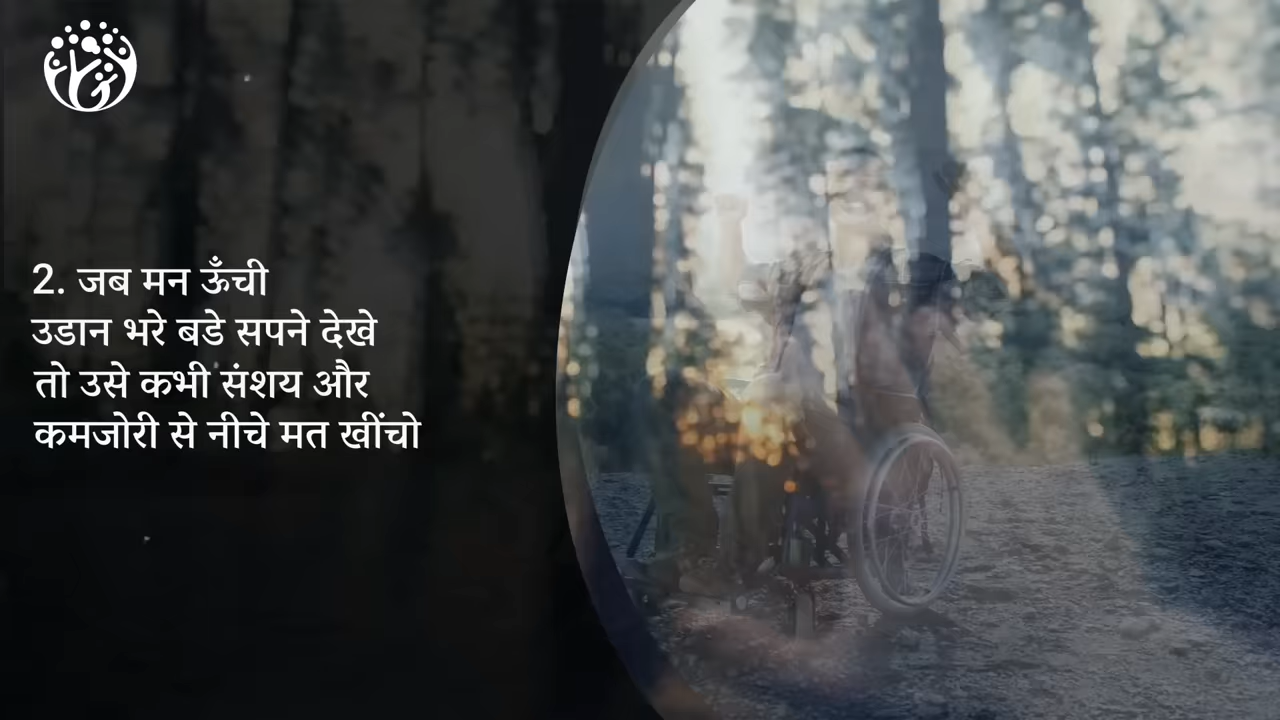 2. जब मन ऊँची
उडान भरे बडे सपने देखे
तो उसे कभी संशय और
कमजोरी से नीचे मत खींचो